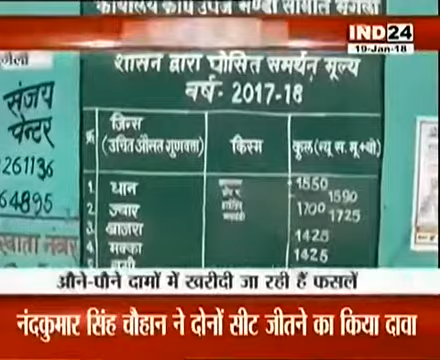 कार्यालय कृषि उपज मण्डी समिति
IND24
19-Jan-18
शासन द्वारा घोसित समर्थन मूल्य
वर्ष- 2017-18
संजय
पेन्टर
261136
64895
खाता नम्बर
क्र. जिन्स (उचित औसत गुणवत्ता) किस्म कुल (न्यू. स. मू + बो)
1. धान 1550 1590
2. ज्वार 1700 1725
3. बाजरा 1425
4. मक्का 1425
औने-पौने दामों में खरीदी जा रही हैं फसलें
नंदकुमार सिंह चौहान ने दोनों सीट जीतने का किया दावा